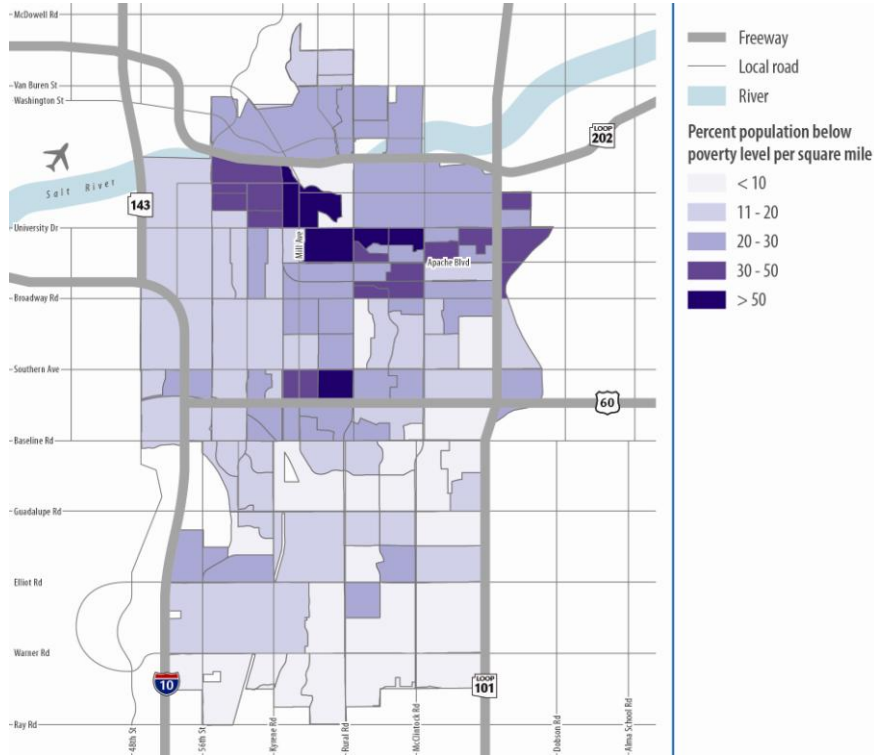 McDowell Rd
Van Buren St
Washington St
Salt River
143
LOOP
202
University Dr
Mill Ave
Apache Blvd
Broadway Rd
Southern Ave
60
Baseline Rd
Guadalupe Rd
Elliot Rd
Warner Rd
10
LOOP
101
Ray Rd
48th St
56th St
Kyrene Rd
Rural Rd
McClintock Rd
Dobson Rd
Alma School Rd
Freeway
Local road
River
Percent population below
poverty level per square mile
< 10
11 - 20
20 - 30
30 - 50
> 50